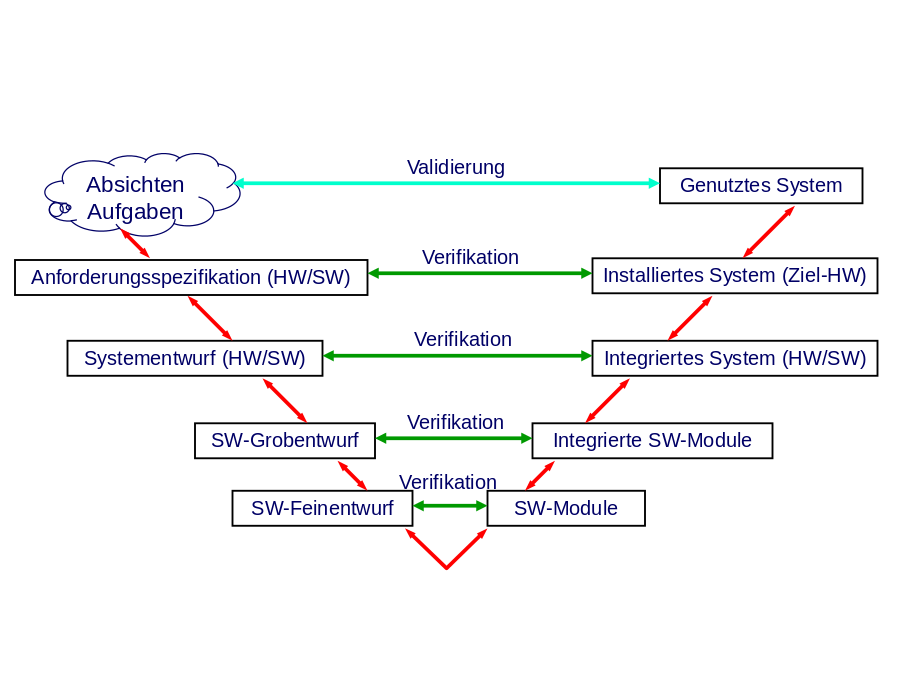 Validierung
Absichten
Aufgaben
Genutztes System
Verifikation
Anforderungsspezifikation (HW/SW)
Installiertes System (Ziel-HW)
Verifikation
Systementwurf (HW/SW)
Integriertes System (HW/SW)
Verifikation
SW-Grobentwurf
Integrierte SW-Module
Verifikation
SW-Feinentwurf
SW-Module